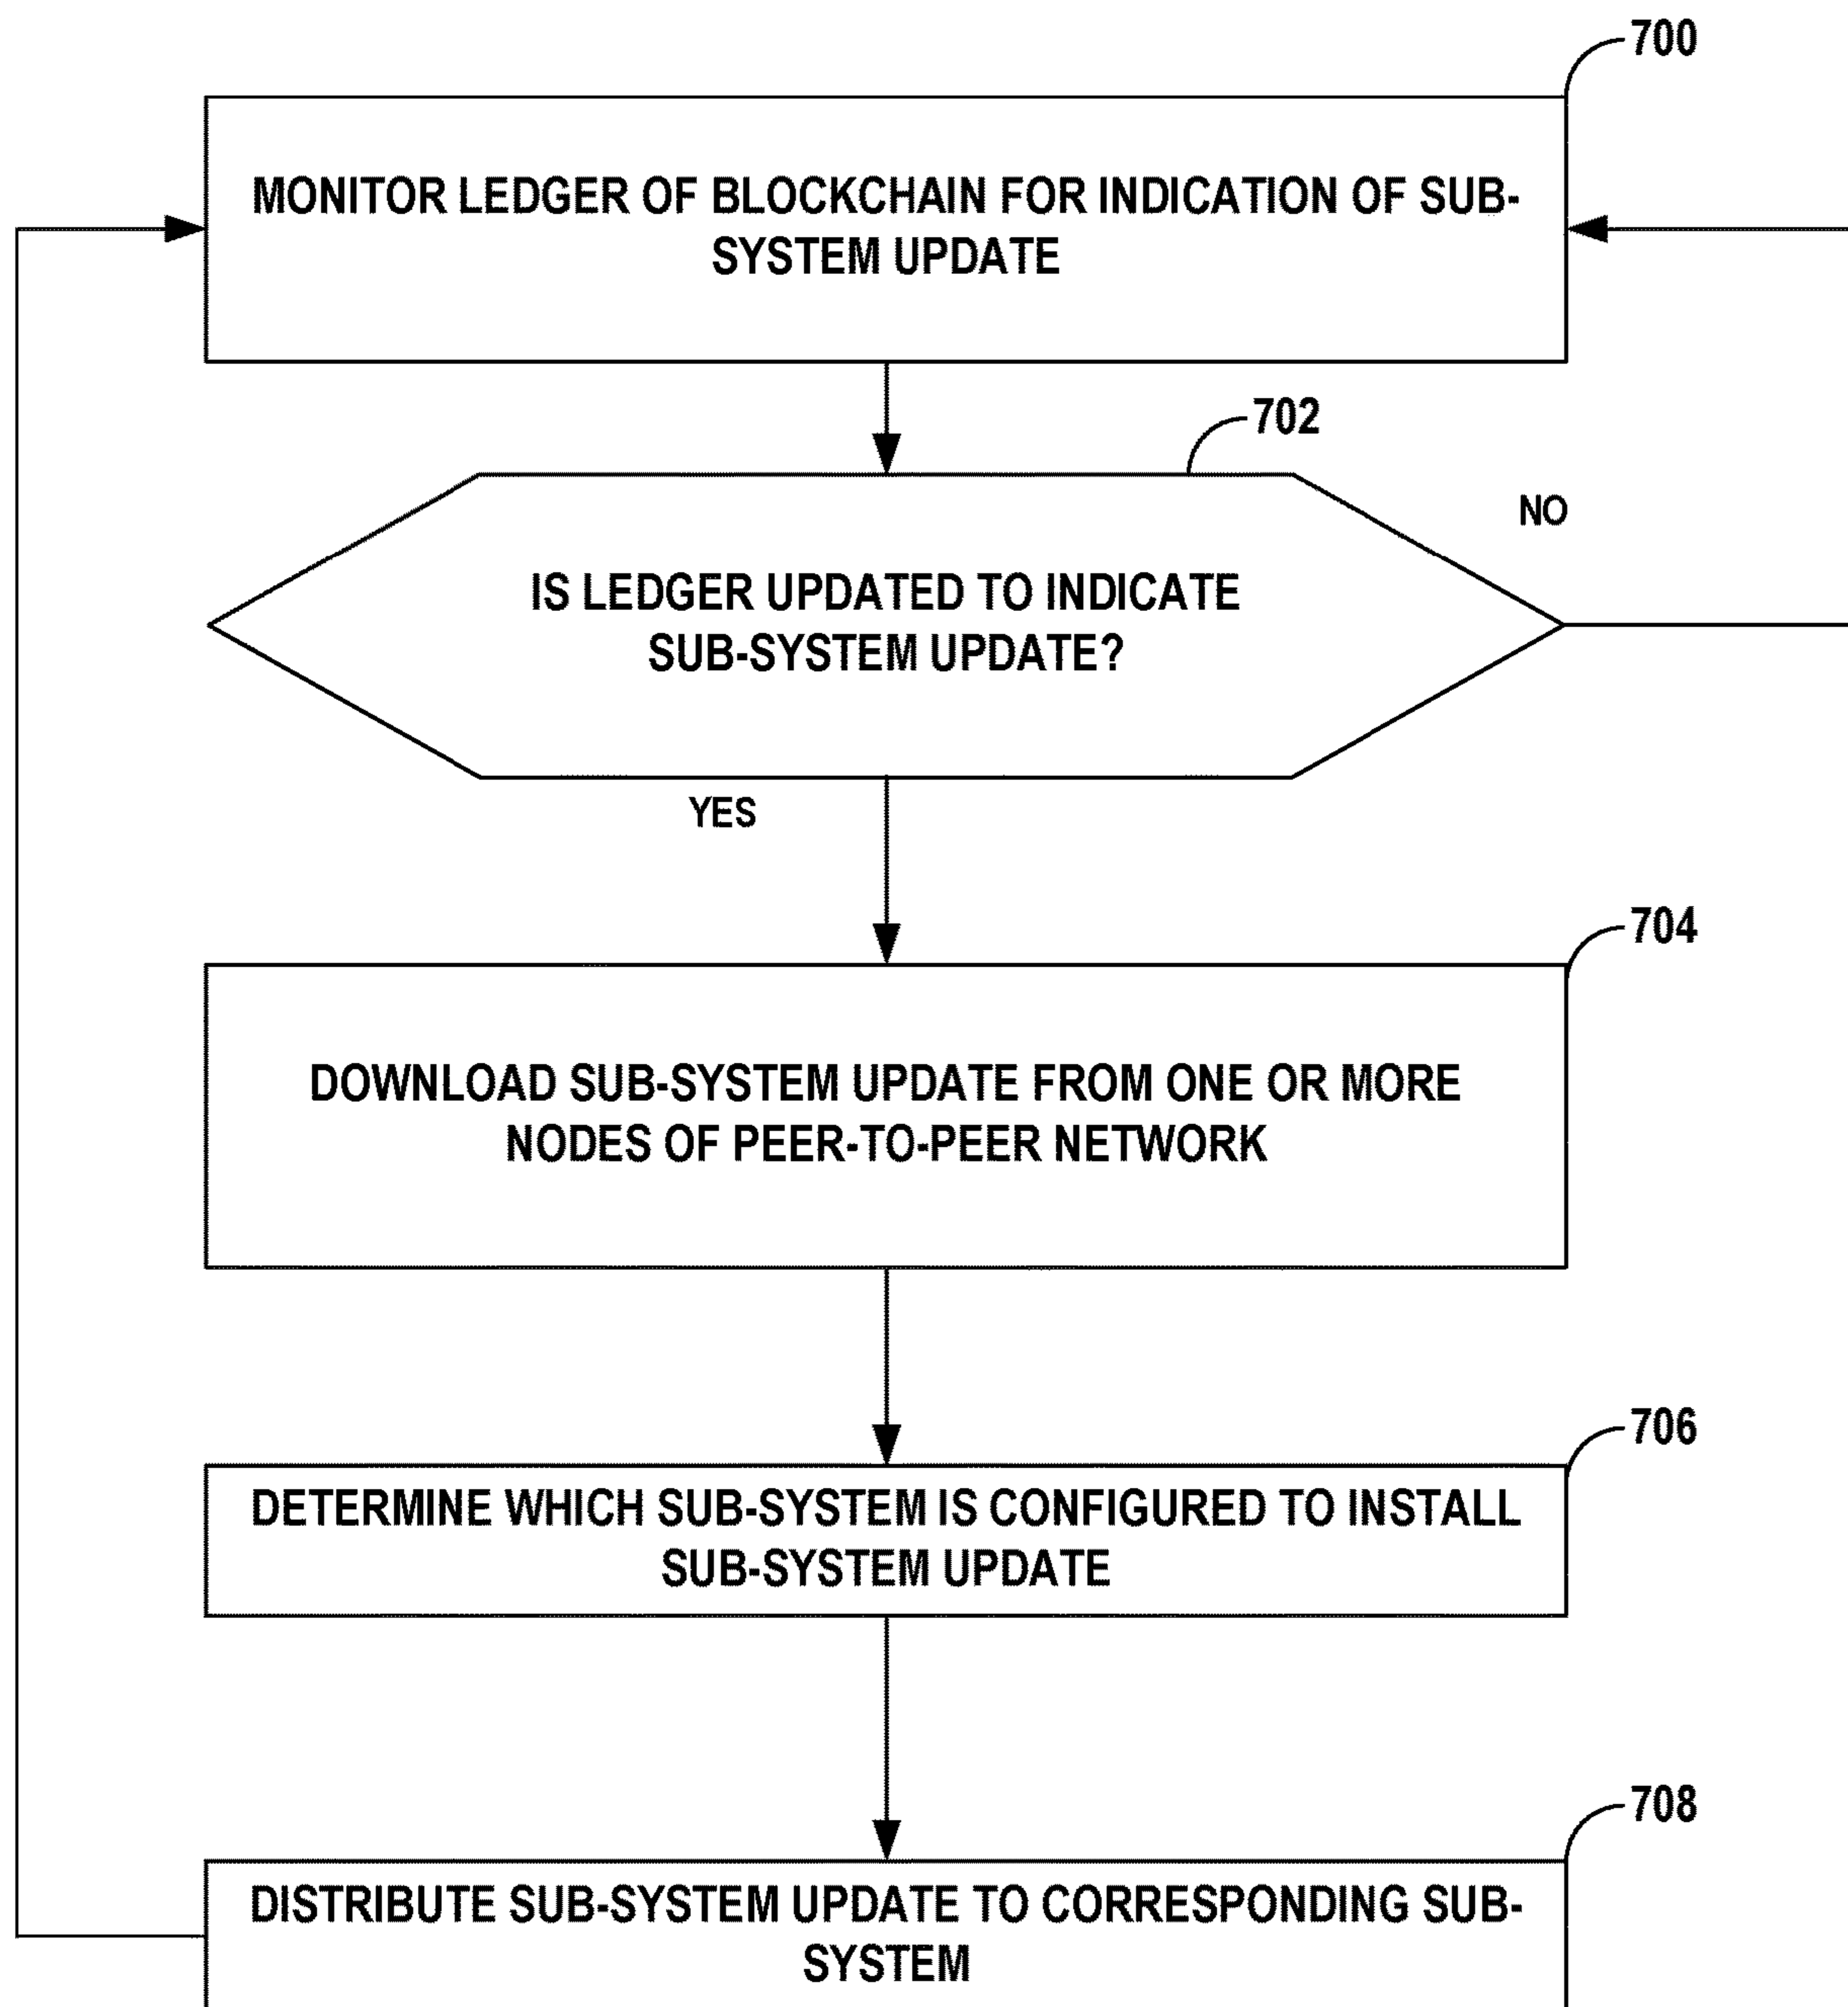 700
MONITOR LEDGER OF BLOCKCHAIN FOR INDICATION OF SUB-
SYSTEM UPDATE
702
NO
IS LEDGER UPDATED TO INDICATE
SUB-SYSTEM UPDATE?
YES
704
DOWNLOAD SUB-SYSTEM UPDATE FROM ONE OR MORE
NODES OF PEER-TO-PEER NETWORK
706
DETERMINE WHICH SUB-SYSTEM IS CONFIGURED TO INSTALL
SUB-SYSTEM UPDATE
708
DISTRIBUTE SUB-SYSTEM UPDATE TO CORRESPONDING SUB-
SYSTEM